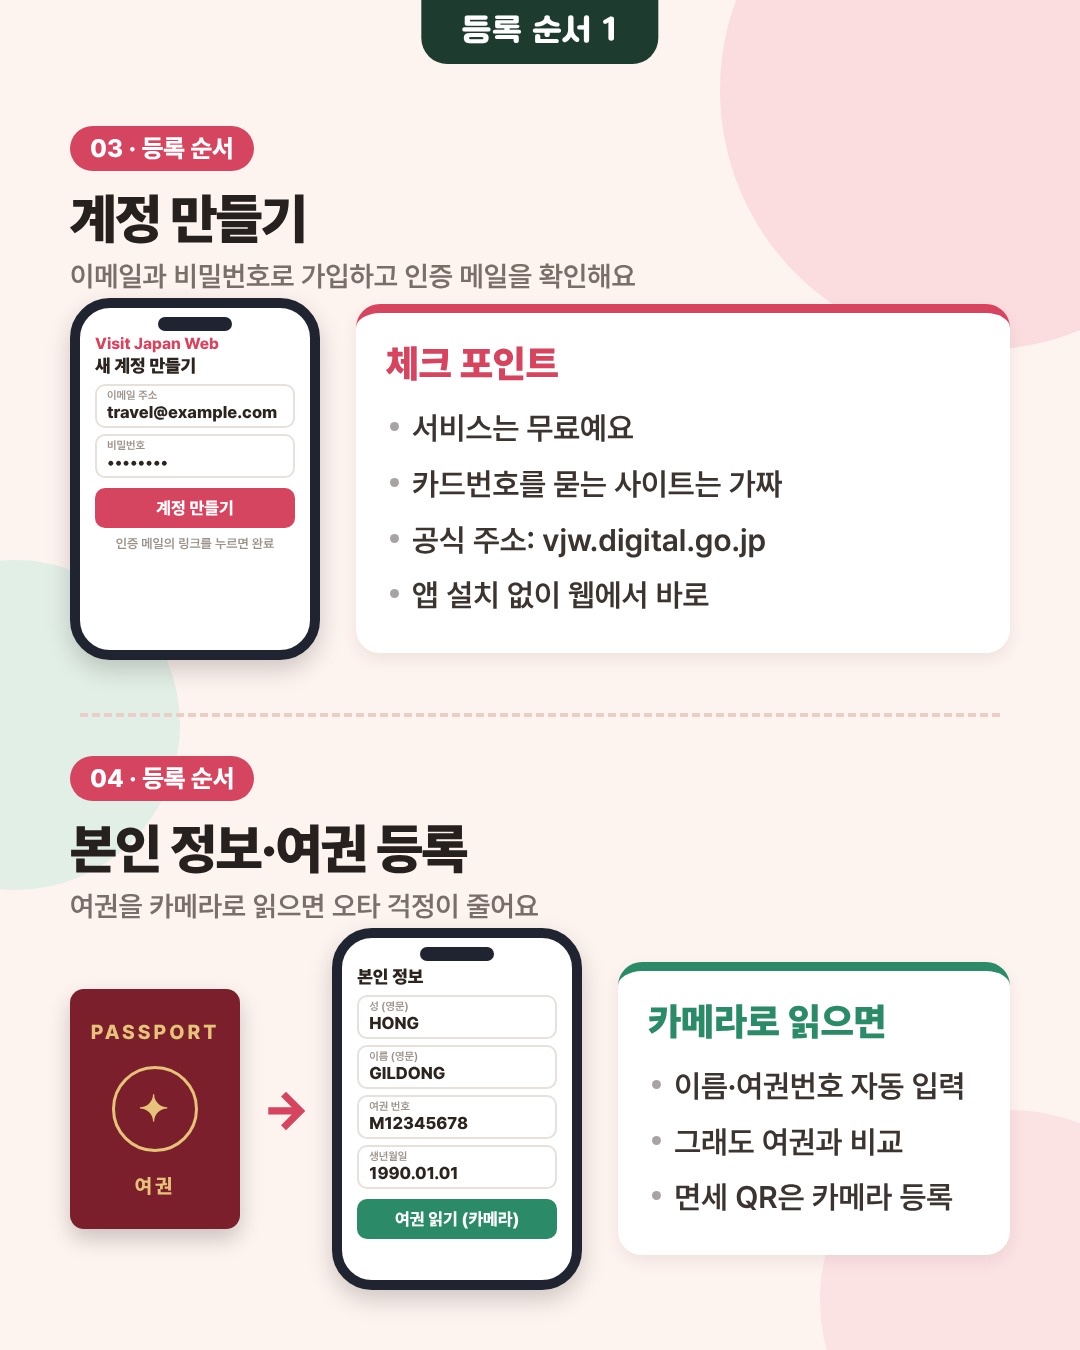 등록 순서 1
03 · 등록 순서
계정 만들기
이메일과 비밀번호로 가입하고 인증 메일을 확인해요
Visit Japan Web
새 계정 만들기
이메일 주소
travel@example.com
비밀번호
••••••••
계정 만들기
인증 메일의 링크를 누르면 완료
체크 포인트
• 서비스는 무료예요
• 카드번호를 묻는 사이트는 가짜
• 공식 주소: vjw.digital.go.jp
• 앱 설치 없이 웹에서 바로
04 · 등록 순서
본인 정보·여권 등록
여권을 카메라로 읽으면 오타 걱정이 줄어요
PASSPORT
여권
본인 정보
성 (영문)
HONG
이름 (영문)
GILDONG
여권 번호
M12345678
생년월일
1990.01.01
여권 읽기 (카메라)
카메라로 읽으면
• 이름·여권번호 자동 입력
• 그래도 여권과 비교
• 면세 QR은 카메라 등록